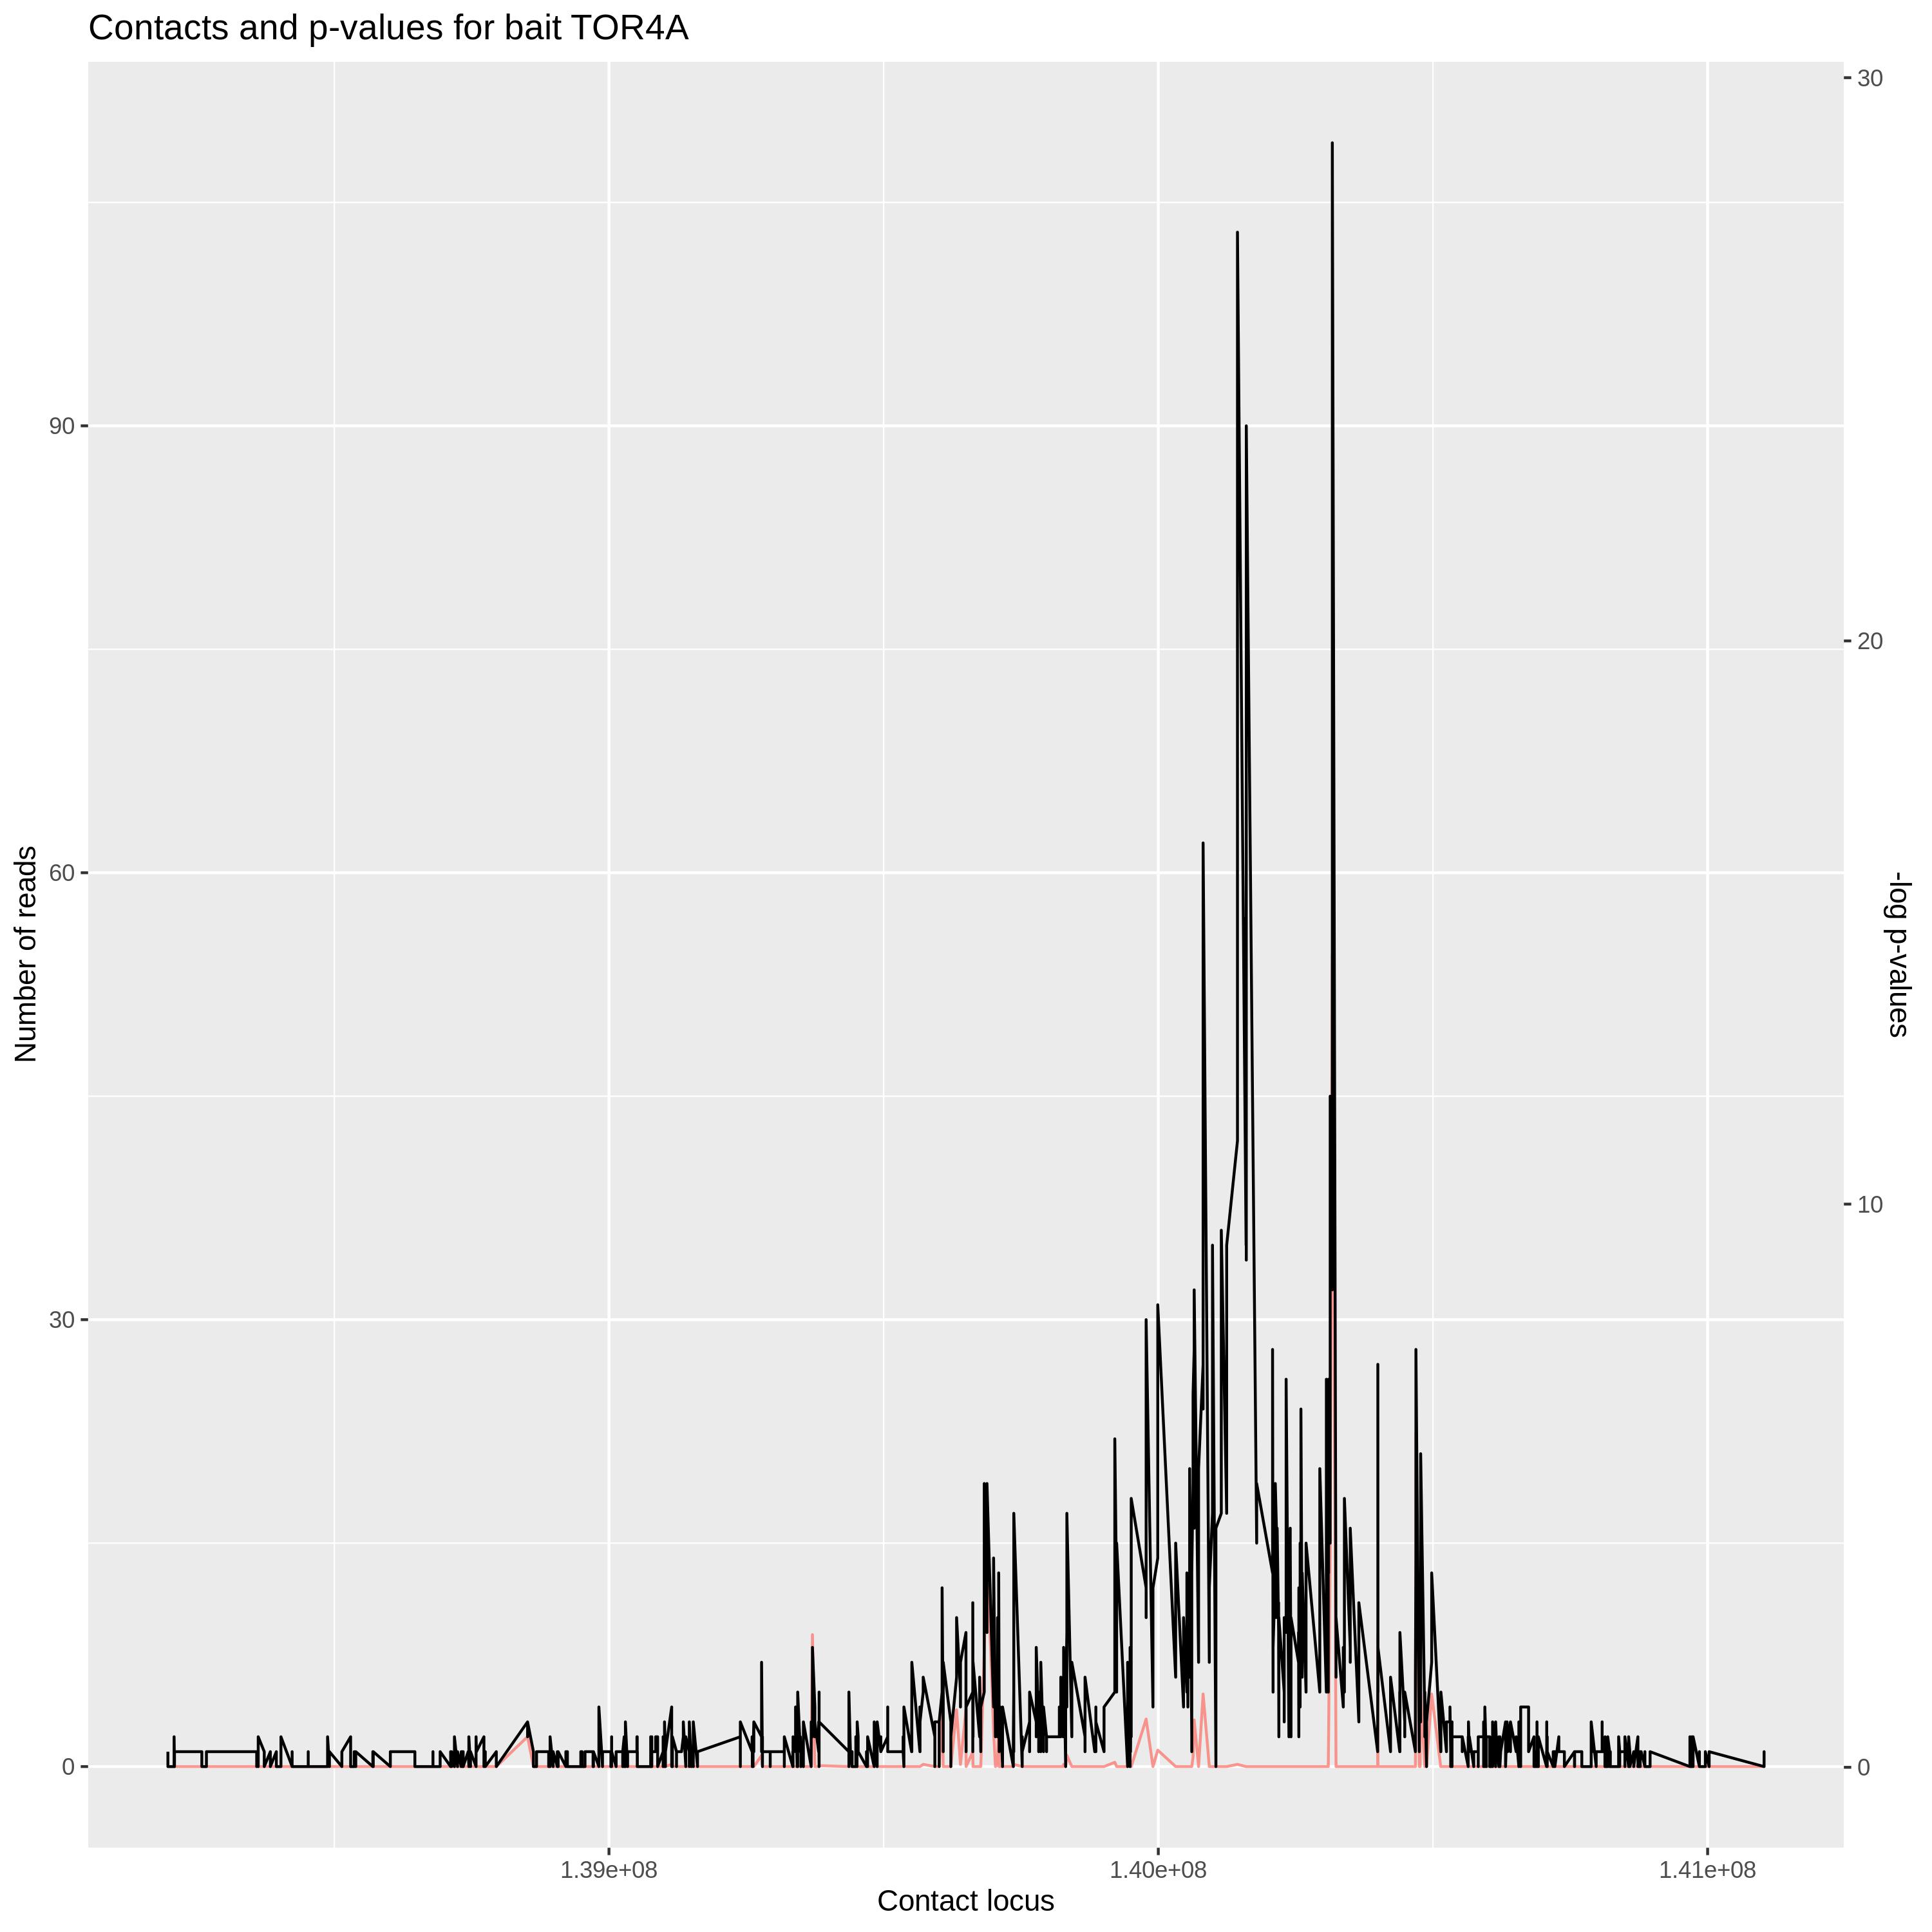 Contacts and p-values for bait TOR4A
Number of reads
90
60
30
0
30
20
10
0
-log p-values
1.39e+08
1.40e+08
1.41e+08
Contact locus